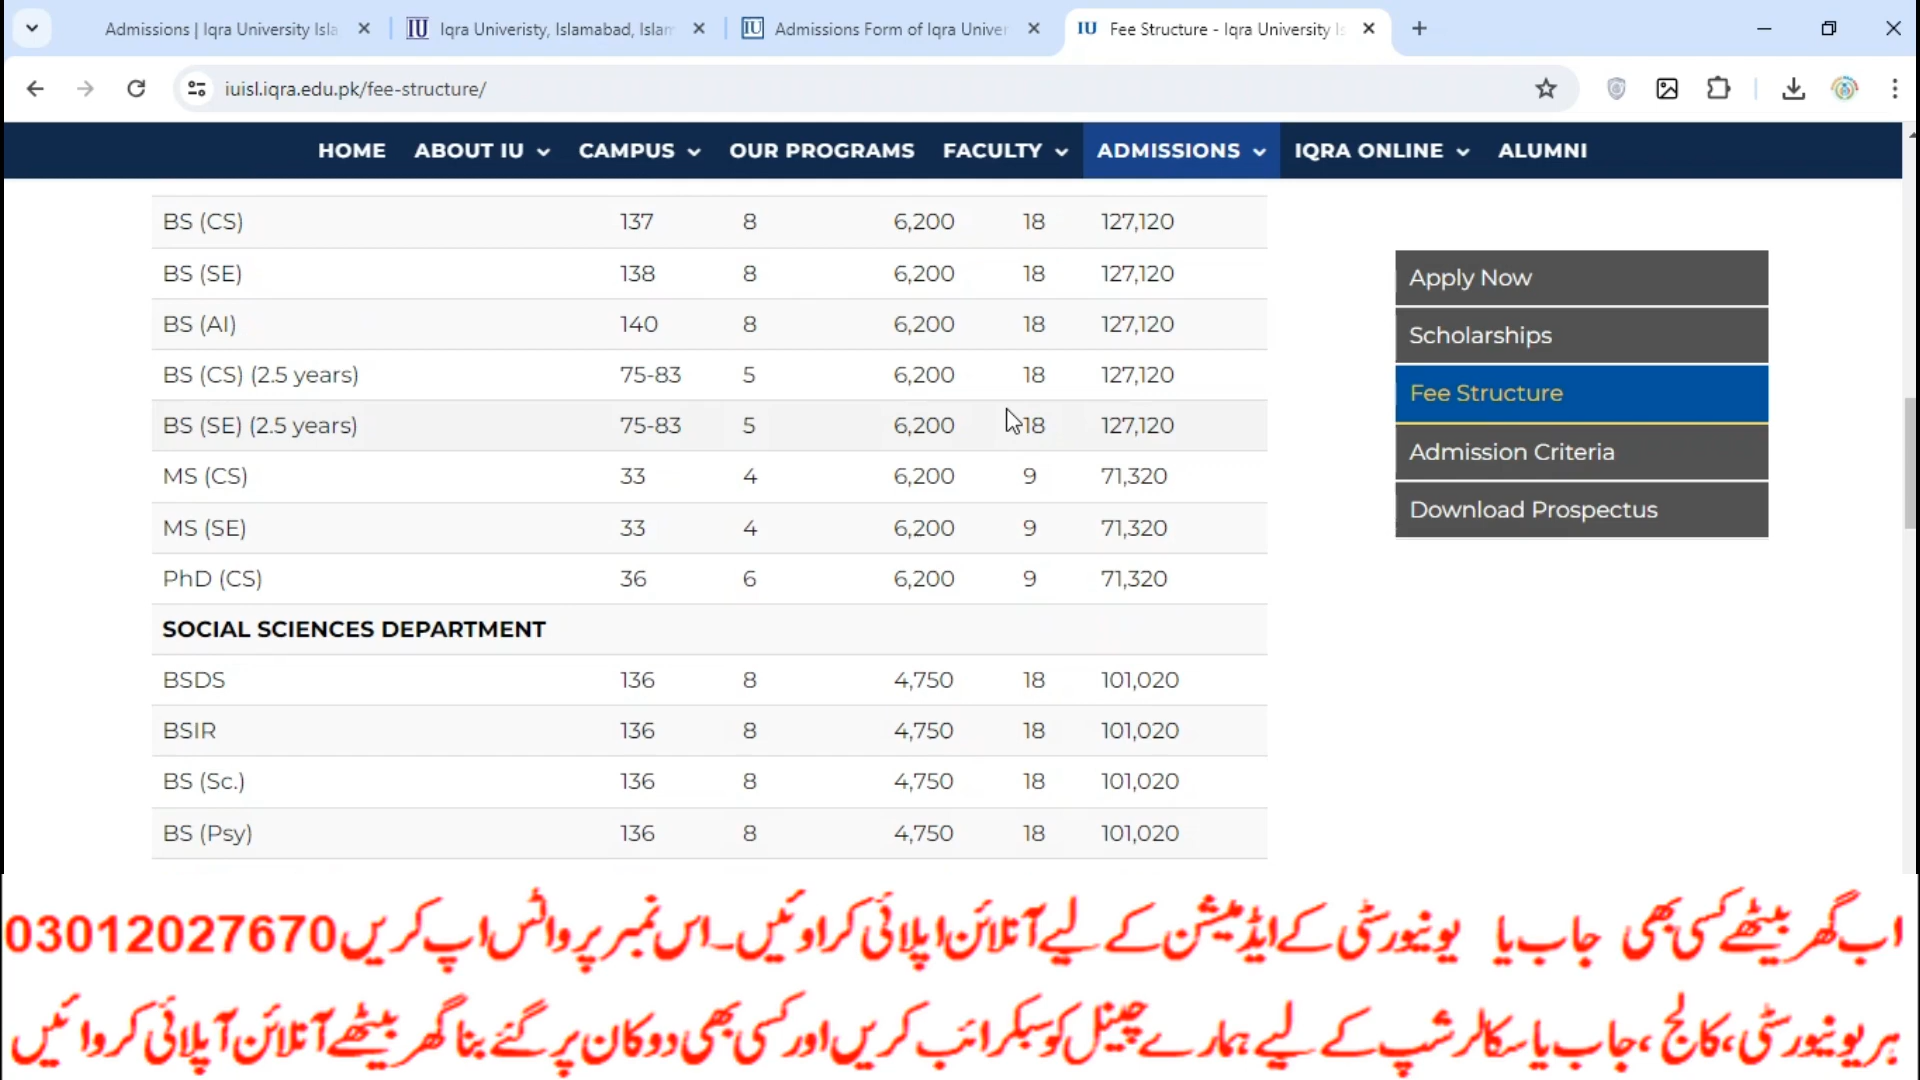 Admissions | Iqra University Isla
Iqra Univeristy, Islamabad, Islam
Admissions Form of Iqra Univer
IU Fee Structure - Iqra University Is
iuisl.iqra.edu.pk/fee-structure/
HOME ABOUT IU CAMPUS OUR PROGRAMS FACULTY ADMISSIONS IQRA ONLINE ALUMNI
BS (CS) 137 8 6,200 18 127,120
BS (SE) 138 8 6,200 18 127,120
BS (AI) 140 8 6,200 18 127,120
BS (CS) (2.5 years) 75-83 5 6,200 18 127,120
BS (SE) (2.5 years) 75-83 5 6,200 18 127,120
MS (CS) 33 4 6,200 9 71,320
MS (SE) 33 4 6,200 9 71,320
PhD (CS) 36 6 6,200 9 71,320
SOCIAL SCIENCES DEPARTMENT
BSDS 136 8 4,750 18 101,020
BSIR 136 8 4,750 18 101,020
BS (Sc.) 136 8 4,750 18 101,020
BS (Psy) 136 8 4,750 18 101,020
Apply Now
Scholarships
Fee Structure
Admission Criteria
Download Prospectus
اب گھر بیٹھے کسی بھی جاب یا یونیورسٹی کے ایڈمیشن کے لیے آنلائن اپلائی کراوئیں۔اس نمبر پر واٹس اپ کریں 03012027670
ہر یونیورسٹی، کالج ،جاب یا سکالرشپ کے لیے ہمارے چینل کو سبکرائب کریں اور کسی بھی دوکان پر گئے بنا گھر بیٹھے آنلائن آپلائی کروائیں